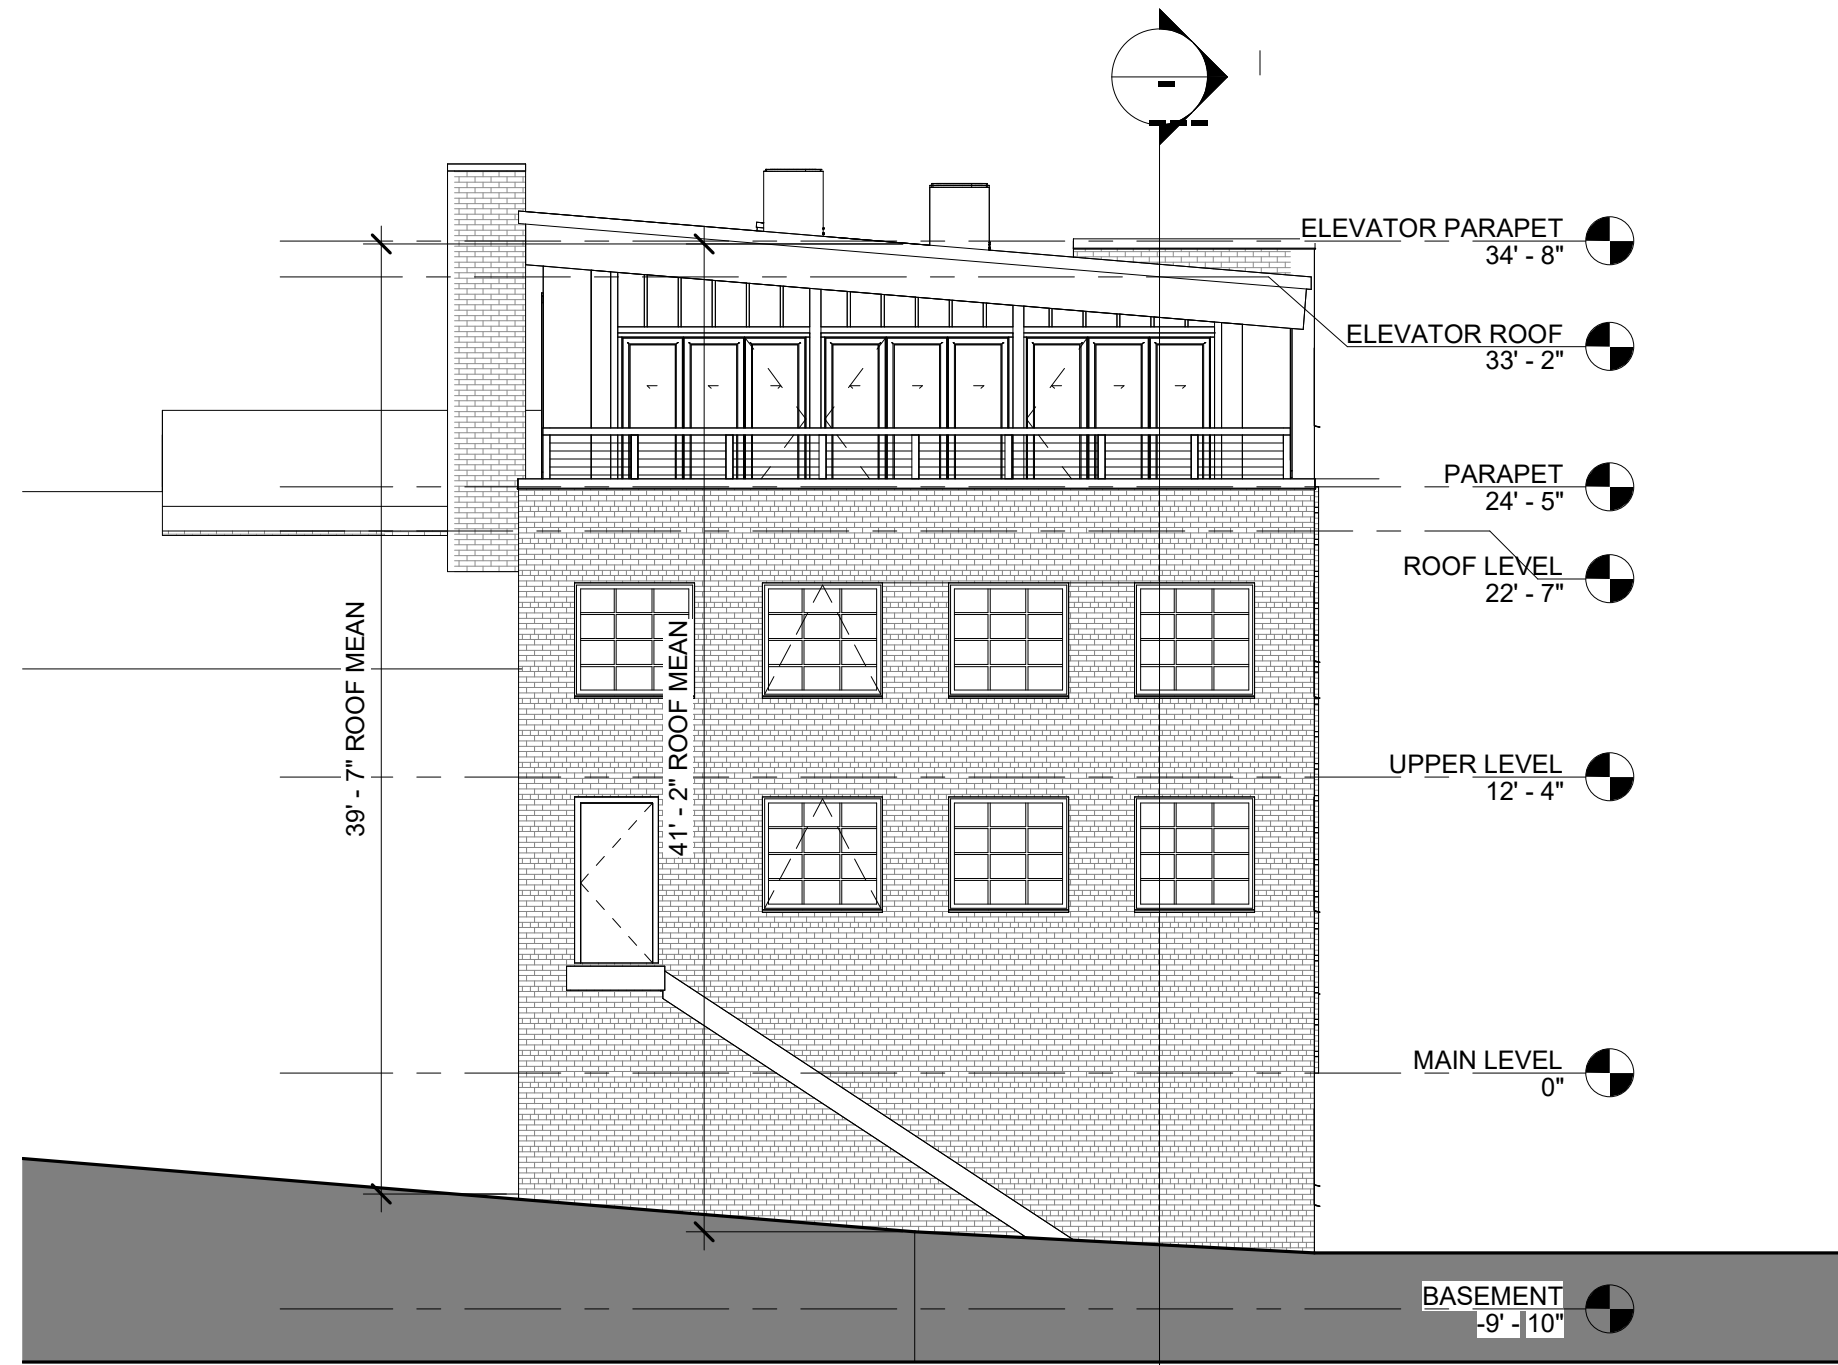 ELEVATOR PARAPET
34' - 8"
ELEVATOR ROOF
33' - 2"
PARAPET
24' - 5"
ROOF LEVEL
22' - 7"
39' - 7" ROOF MEAN
41' - 2" ROOF MEAN
UPPER LEVEL
12' - 4"
MAIN LEVEL
0"
BASEMENT
-9' - 10"